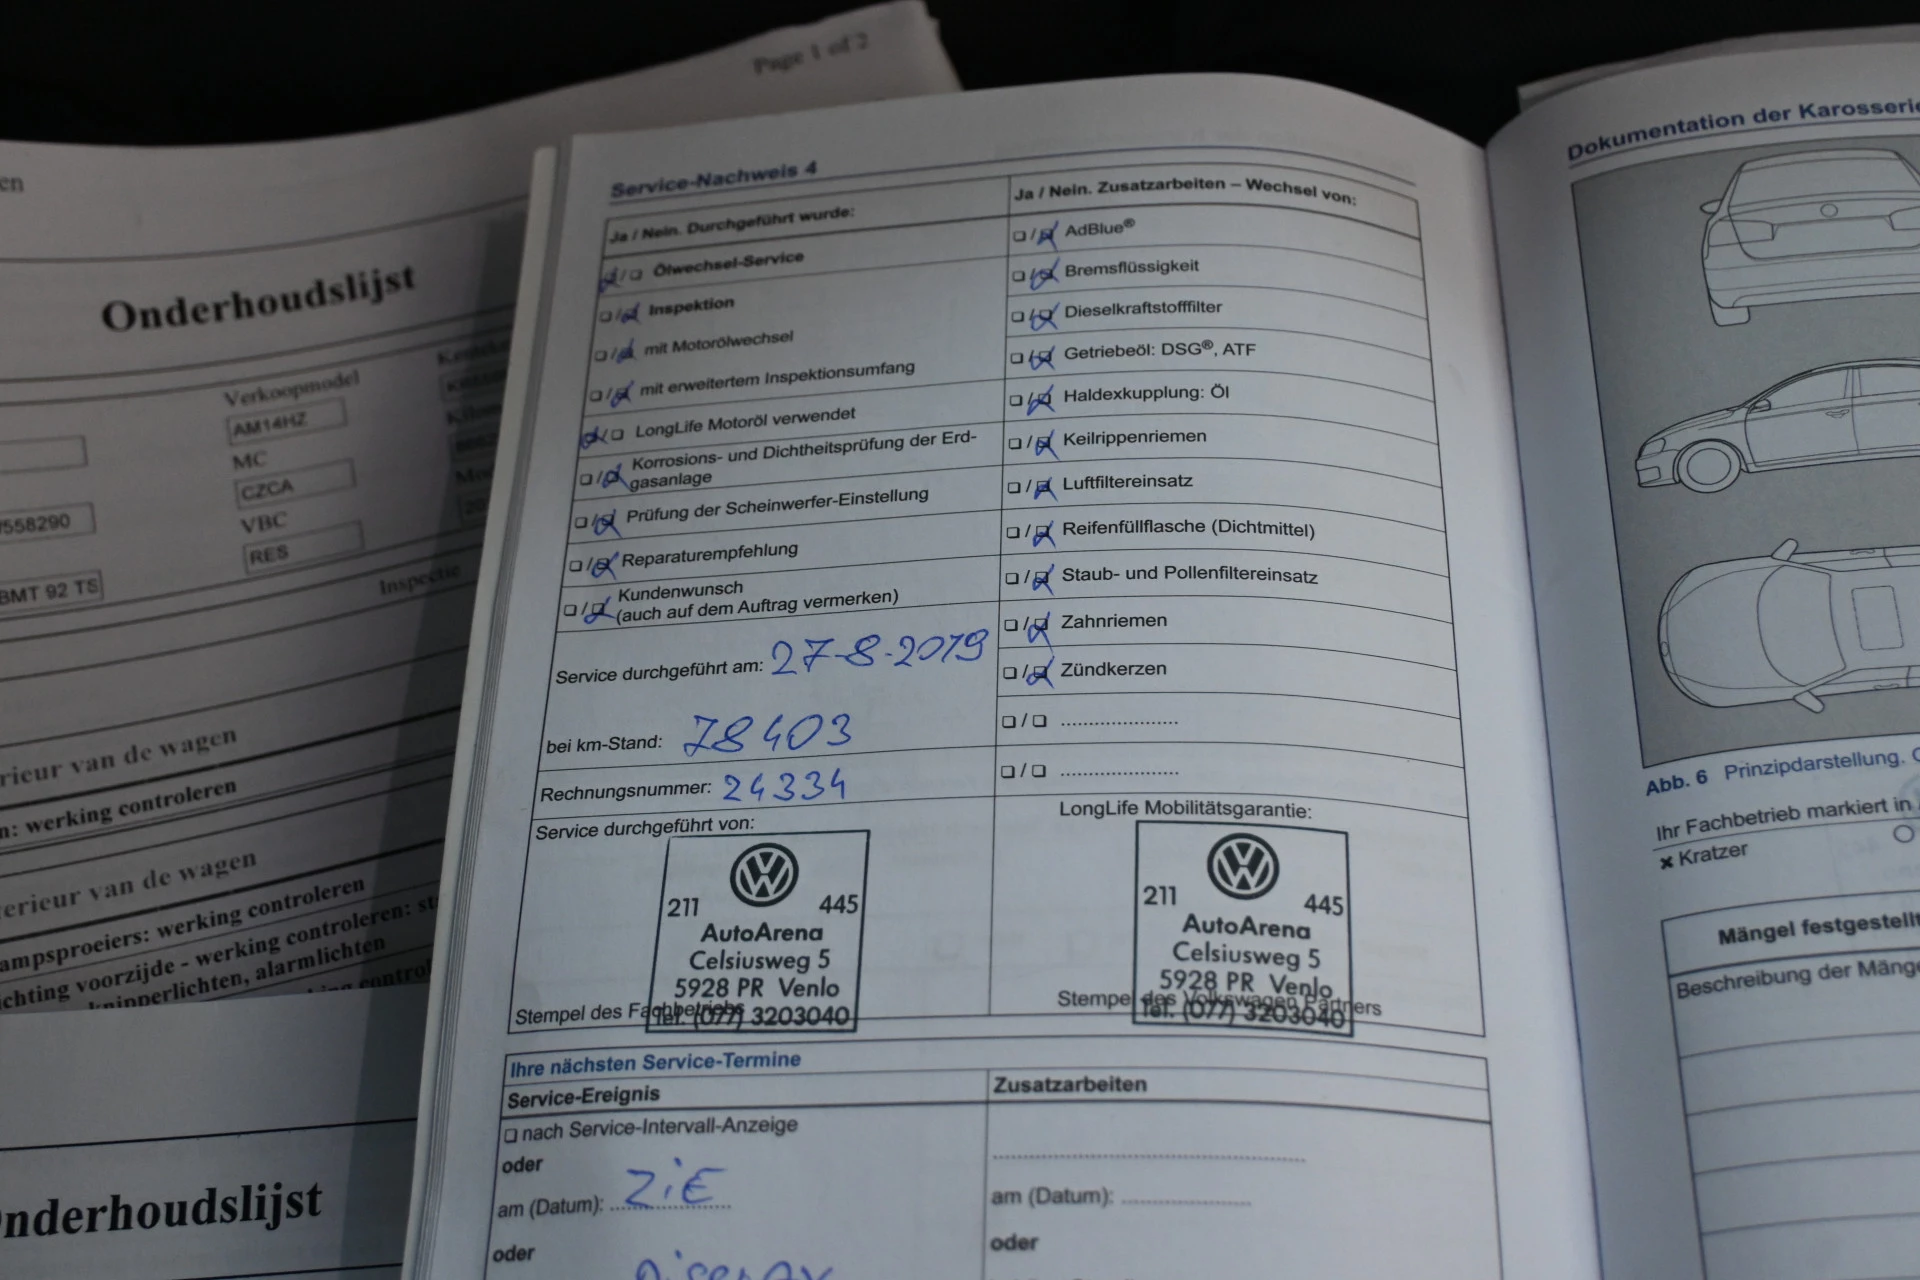 Page 1 of 2
en
Onderhoudslijst
Verkoopmodel
AM14HZ
MC
CZCA
558290
VBC
RES
BMT 92 TS
Inspectie
rieur van de wagen
n: werking controleren
erieur van de wagen
ampsproeiers: werking controleren
ichting voorzijde - werking controleren:
knipperlichten, alarmlichten
nderhoudslijst
Service-Nachweis 4
Ja / Nein. Durchgeführt wurde:
❑/❑ Ölwechsel-Service
❑/❑ Inspektion
❑/❑ mit Motorölwechsel
❑/❑ mit erweitertem Inspektionsumfang
❑/❑ LongLife Motoröl verwendet
❑/❑ Korrosions- und Dichtheitsprüfung der Erd-
gasanlage
❑/❑ Prüfung der Scheinwerfer-Einstellung
❑/❑ Reparaturempfehlung
❑/❑ Kundenwunsch
(auch auf dem Auftrag vermerken)
Service durchgeführt am: 27-8-2019
bei km-Stand: 78403
Rechnungsnummer: 24334
Service durchgeführt von:
211 445
AutoArena
Celsiusweg 5
5928 PR Venlo
Tel. (077) 3203040
Stempel des Fachbetriebs
Ja / Nein. Zusatzarbeiten – Wechsel von:
❑/❑ AdBlue®
❑/❑ Bremsflüssigkeit
❑/❑ Dieselkraftstofffilter
❑/❑ Getriebeöl: DSG®, ATF
❑/❑ Haldexkupplung: Öl
❑/❑ Keilrippenriemen
❑/❑ Luftfiltereinsatz
❑/❑ Reifenfüllflasche (Dichtmittel)
❑/❑ Staub- und Pollenfiltereinsatz
❑/❑ Zahnriemen
❑/❑ Zündkerzen
❑/❑ ......................
❑/❑ ......................
LongLife Mobilitätsgarantie:
211 445
AutoArena
Celsiusweg 5
5928 PR Venlo
Tel. (077) 3203040
Stempel des Volkswagen Partners
Ihre nächsten Service-Termine
Service-Ereignis
❑ nach Service-Intervall-Anzeige
oder
am (Datum): ZiE
oder
Zusatzarbeiten
am (Datum): ......................
oder
Dokumentation der Karosserie
Abb. 6 Prinzipdarstellung.
Ihr Fachbetrieb markiert in
× Kratzer
Mängel festgestellt
Beschreibung der Mänge